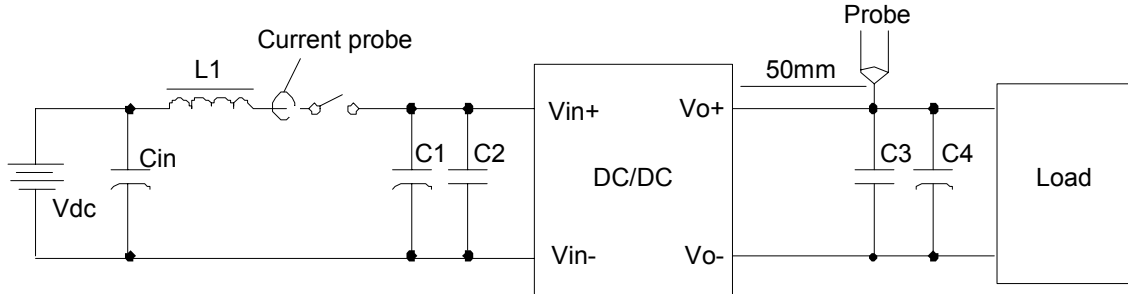 Probe
Current probe
L1
50mm
Vin+
Vo+
Cin
C1
C2
DC/DC
C3
C4
Load
Vdc
Vin-
Vo-